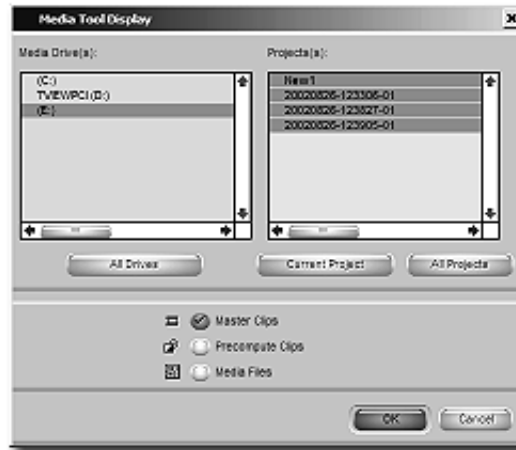 Media Tool Display
Media Drive(s):
Projects(s):
(C:)
TVIEWPCI (D:)
(E:)
New1
20020826-123306-01
20020826-123827-01
20020826-123905-01
All Drives
Current Project
All Projects
Master Clips
Precompute Clips
Media Files
OK
Cancel